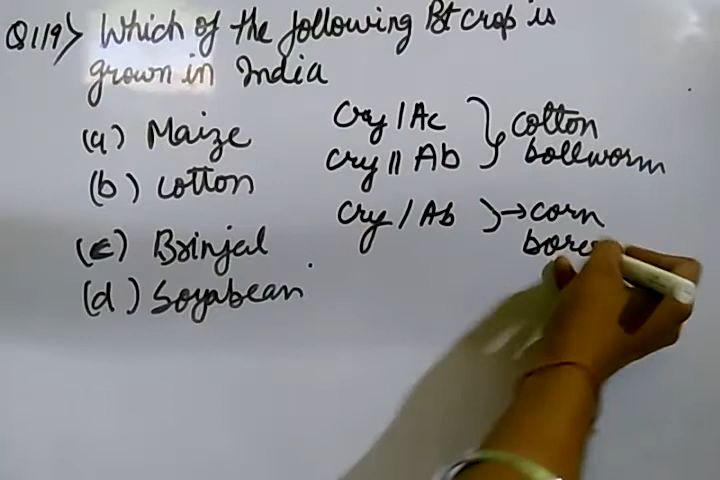 Q119> Which of the following Bt crop is
grown in India
(a) Maize
(b) cotton
(c) Brinjal
(d) Soyabean
Cry I Ac
Cry II Ab
cotton
bollworm
Cry I Ab → corn
bore